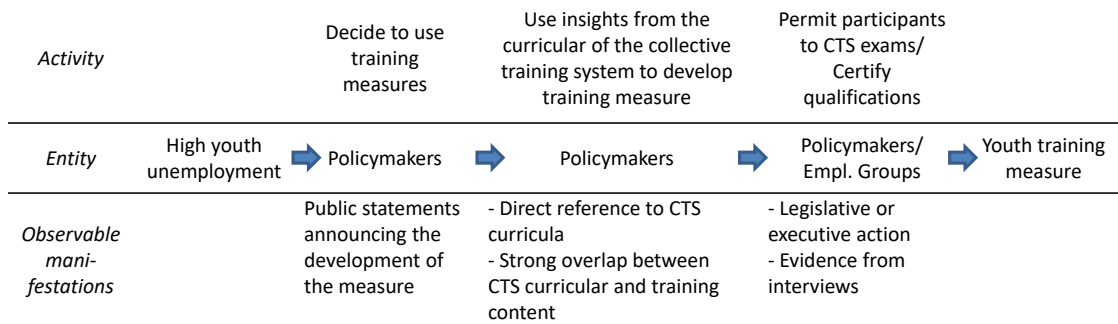 Activity
Decide to use
training
measures
Use insights from the
curricular of the collective
training system to develop
training measure
Permit participants
to CTS exams/
Certify
qualifications
Entity
High youth
unemployment
Policymakers
Policymakers
Policymakers/
Empl. Groups
Youth training
measure
Observable
mani-
festations
Public statements
announcing the
development of
the measure
- Direct reference to CTS
curricula
- Strong overlap between
CTS curricular and training
content
- Legislative or
executive action
- Evidence from
interviews